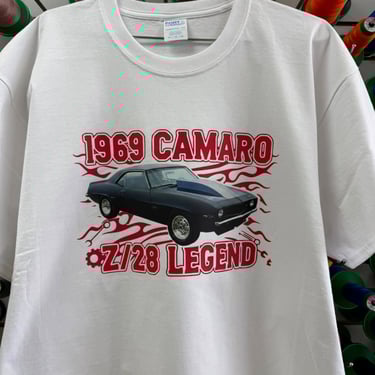 1969 CAMARO
Z/28 LEGEND